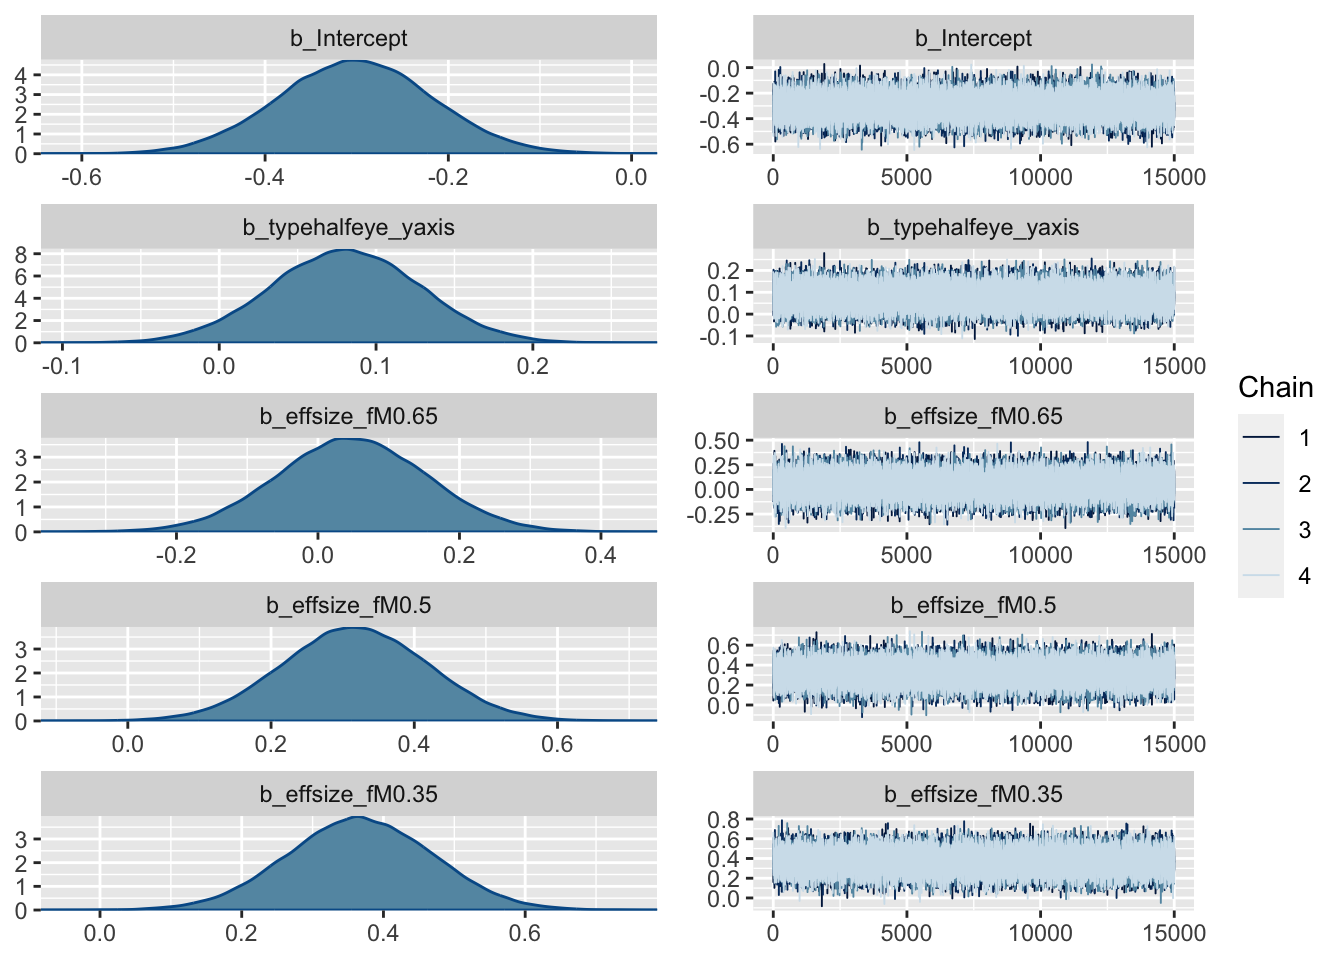 b_Intercept
4
3
2
1
0
-0.6 -0.4 -0.2 0.0
b_Intercept
0.0
-0.2
-0.4
-0.6
0 5000 10000 15000
b_typehalfeye_yaxis
8
6
4
2
0
-0.1 0.0 0.1 0.2
b_typehalfeye_yaxis
0.2
0.1
0.0
-0.1
0 5000 10000 15000
b_effsize_fM0.65
3
2
1
0
-0.2 0.0 0.2 0.4
b_effsize_fM0.65
0.50
0.25
0.00
-0.25
0 5000 10000 15000
b_effsize_fM0.5
3
2
1
0
0.0 0.2 0.4 0.6
b_effsize_fM0.5
0.6
0.4
0.2
0.0
0 5000 10000 15000
b_effsize_fM0.35
3
2
1
0
0.0 0.2 0.4 0.6
b_effsize_fM0.35
0.8
0.6
0.4
0.2
0.0
0 5000 10000 15000
Chain
1
2
3
4